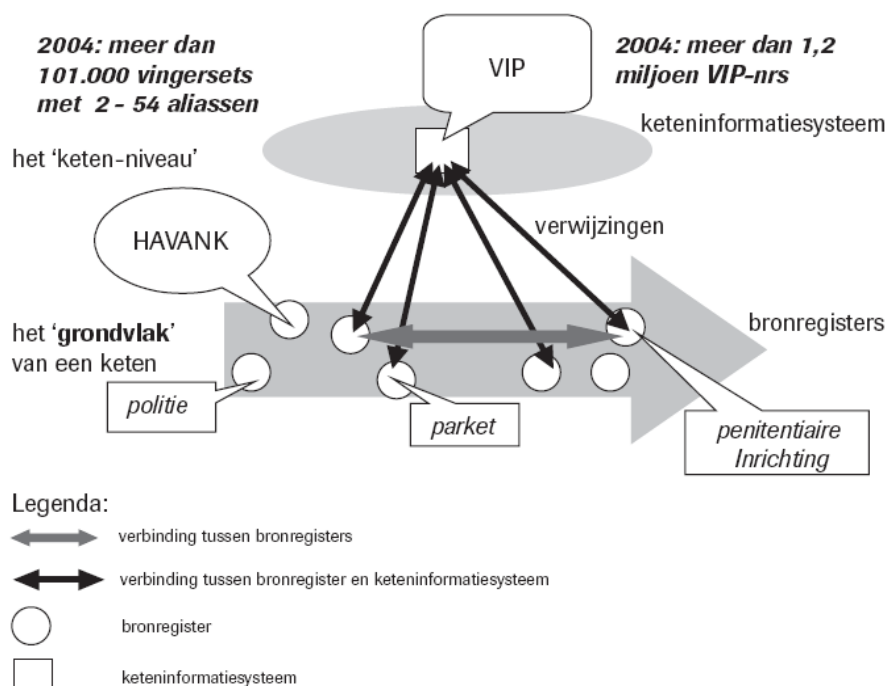 2004: meer dan
101.000 vingersets
met 2 - 54 aliassen
VIP
2004: meer dan 1,2
miljoen VIP-nrs
keteninformatiesysteem
het ‘keten-niveau’
verwijzingen
HAVANK
het ‘grondvlak’
van een keten
bronregisters
politie
parket
penitentiaire
Inrichting
Legenda:
verbinding tussen bronregisters
verbinding tussen bronregister en keteninformatiesysteem
bronregister
keteninformatiesysteem